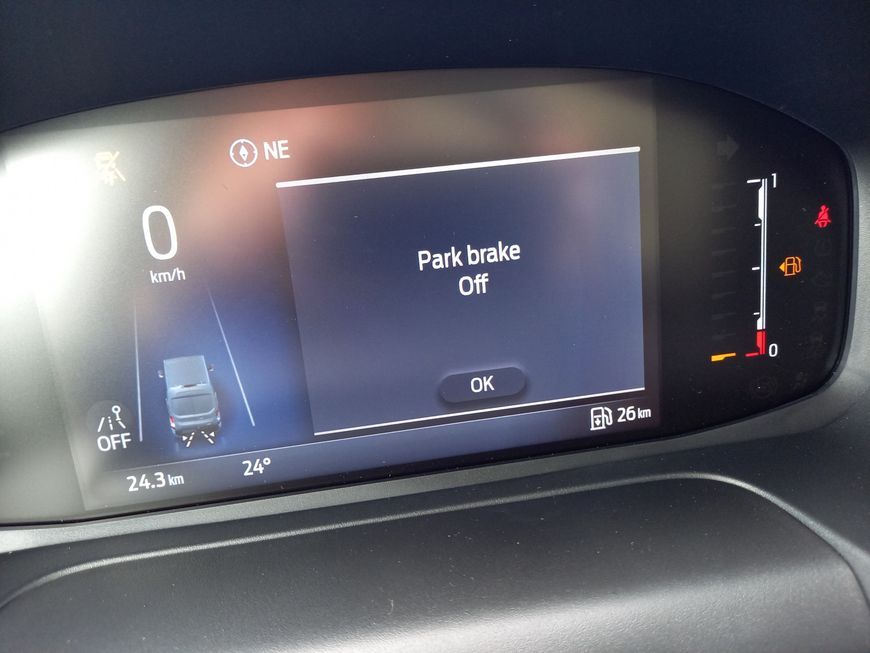 NE
0
km/h
Park brake
Off
OK
OFF
24.3 km
24°
26 km
1
0